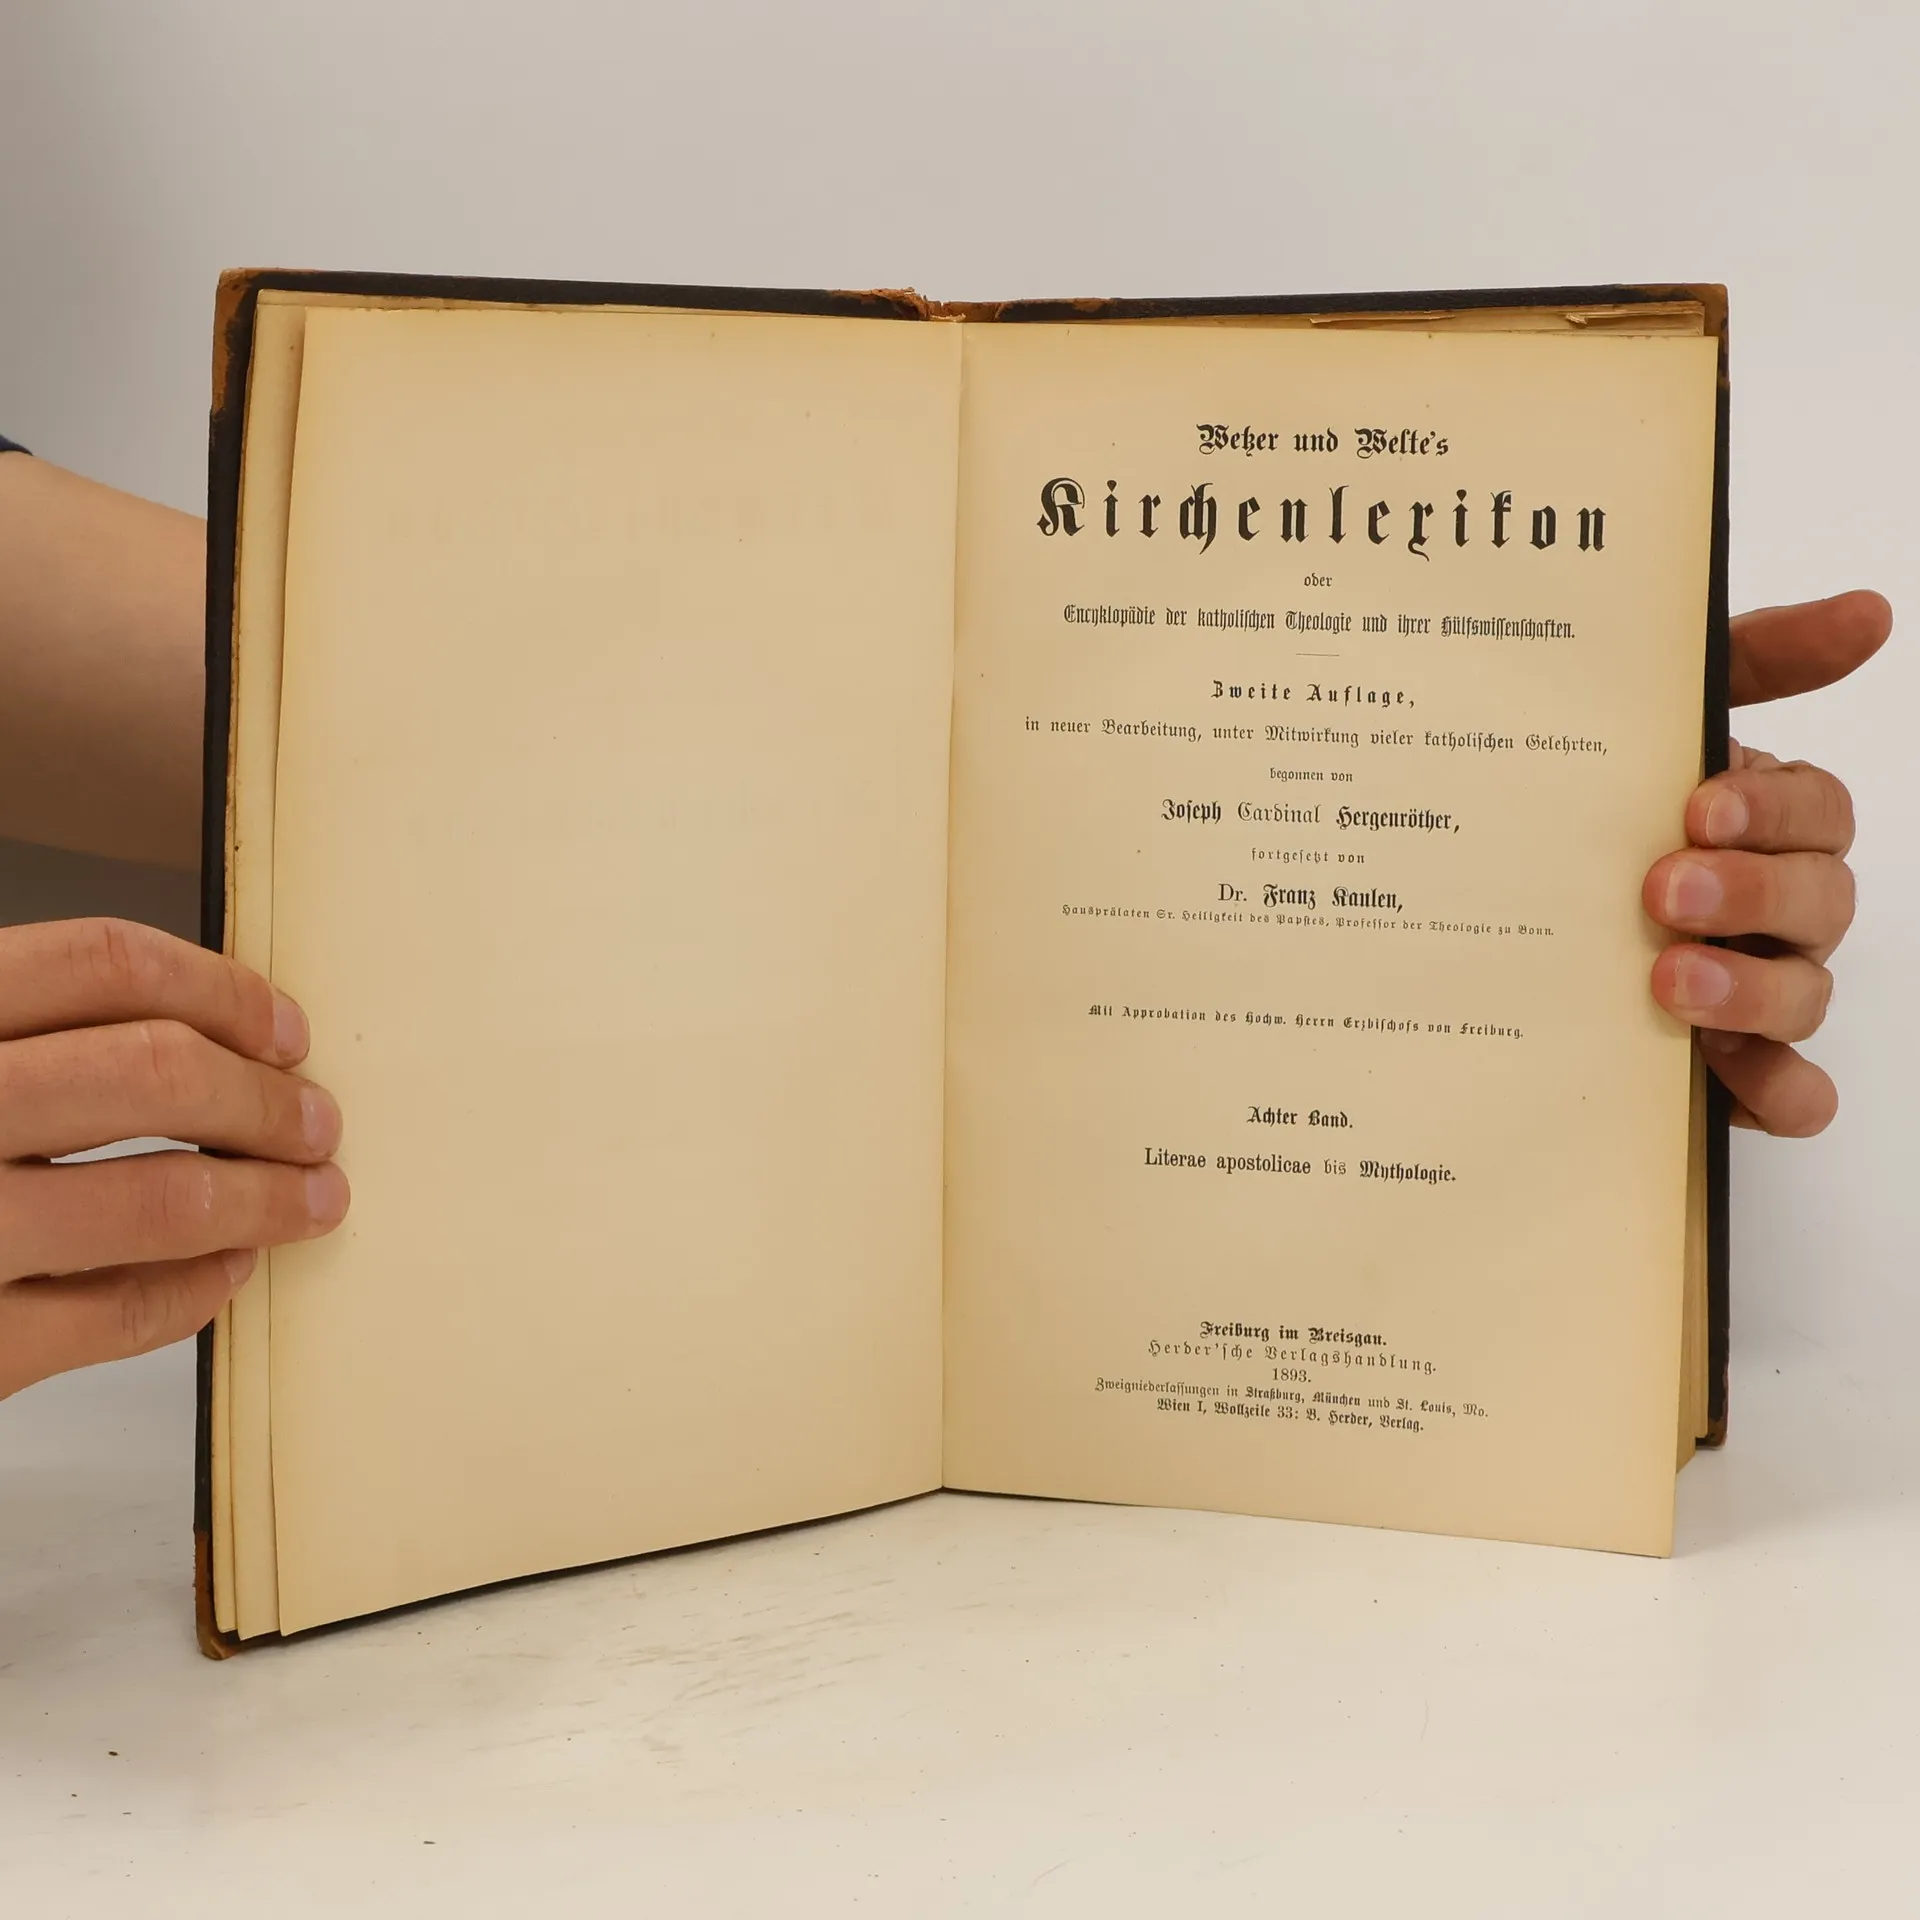 Wetzer und Welte's
Kirchenlexikon
oder
Encyklopädie der katholischen Theologie und ihrer Hülfswissenschaften.
Zweite Auflage,
in neuer Bearbeitung, unter Mitwirkung vieler katholischen Gelehrten,
begonnen von
Joseph Cardinal Hergenröther,
fortgesetzt von
Dr. Franz Kaulen,
Hausprälaten Sr. Heiligkeit des Papstes, Professor der Theologie zu Bonn.
Mit Approbation des Hochw. Herrn Erzbischofs von Freiburg.
Achter Band.
Literae apostolicae bis Mythologie.
Freiburg im Breisgau.
Herder'sche Verlagshandlung.
1893.
Zweigniederlassungen in Straßburg, München und St. Louis, Mo.
Wien I, Wollzeile 33: B. Herder, Verlag.